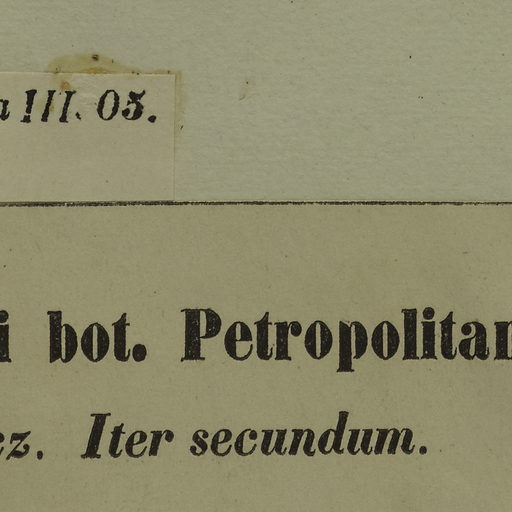 a III. 05.
i bot. Petropolitan
ez. Iter secundum.